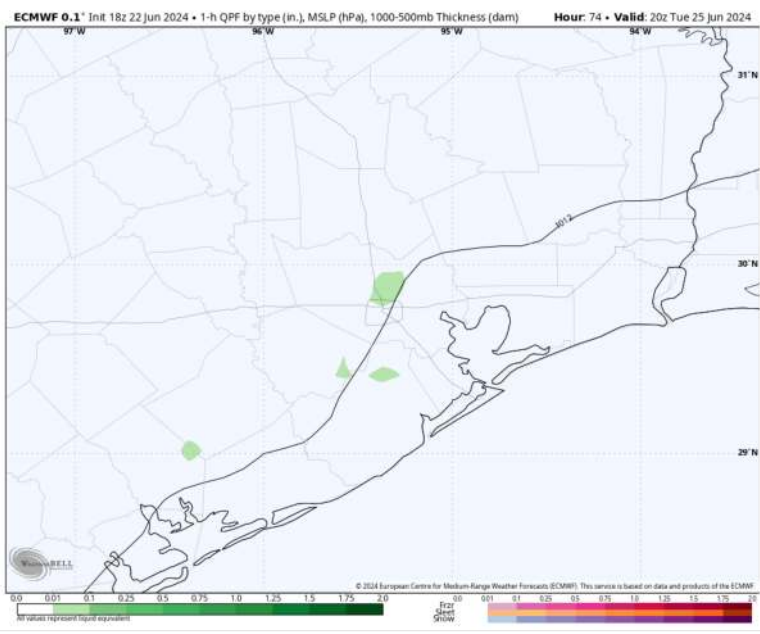 ECMWF 0.1° Init 18z 22 Jun 2024 • 1-h QPF by type (in.), MSLP (hPa), 1000-500mb Thickness (dam) Hour: 74 • Valid: 20z Tue 25 Jun 2024
97°W 96°W 95°W 94°W
31°N
1012
30°N
29°N
WeatherBELL
© 2024 European Centre for Medium-Range Weather Forecasts (ECMWF). This service is based on data and products of the ECMWF
0.0 0.01 0.1 0.25 0.5 0.75 1.0 1.25 1.5 1.75 2.0
All values represent liquid equivalent
0.0 0.01 0.1 0.25 0.5 0.75 1.0 1.25 1.5 1.75 2.0
Frzr
Sleet
Snow